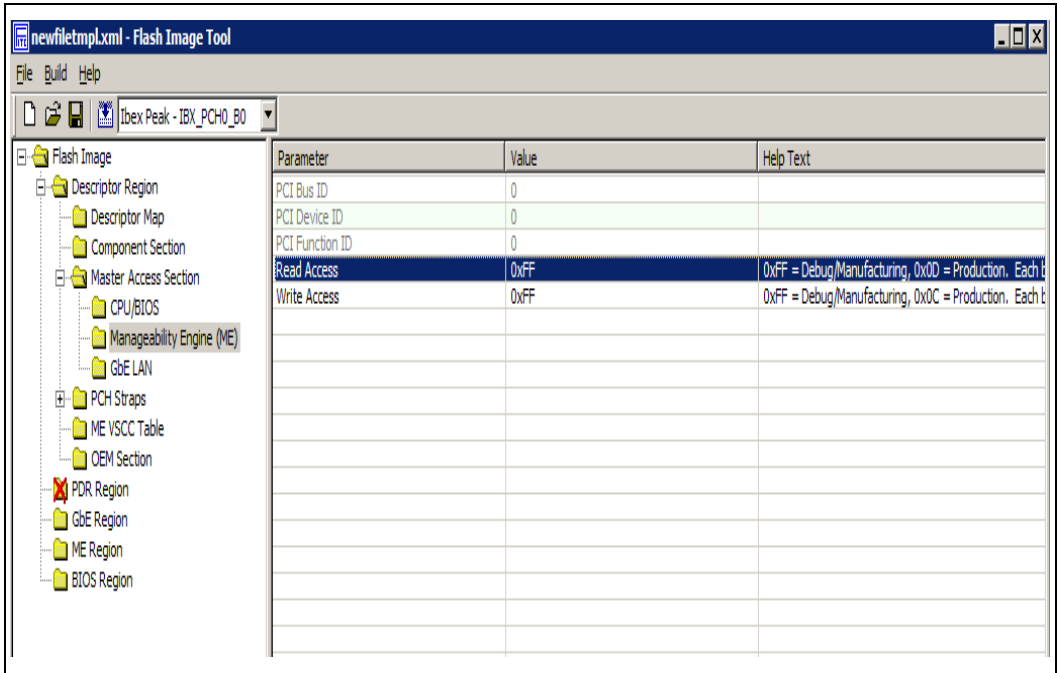 newfiletmpl.xml - Flash Image Tool
File Build Help
Ibex Peak - IBX_PCH0_B0
Flash Image
Descriptor Region
Descriptor Map
Component Section
Master Access Section
CPU/BIOS
Manageability Engine (ME)
GbE LAN
PCH Straps
ME VSCC Table
OEM Section
PDR Region
GbE Region
ME Region
BIOS Region
Parameter Value Help Text
PCI Bus ID 0
PCI Device ID 0
PCI Function ID 0
Read Access 0xFF 0xFF = Debug/Manufacturing, 0x0D = Production. Each
Write Access 0xFF 0xFF = Debug/Manufacturing, 0x0C = Production. Each